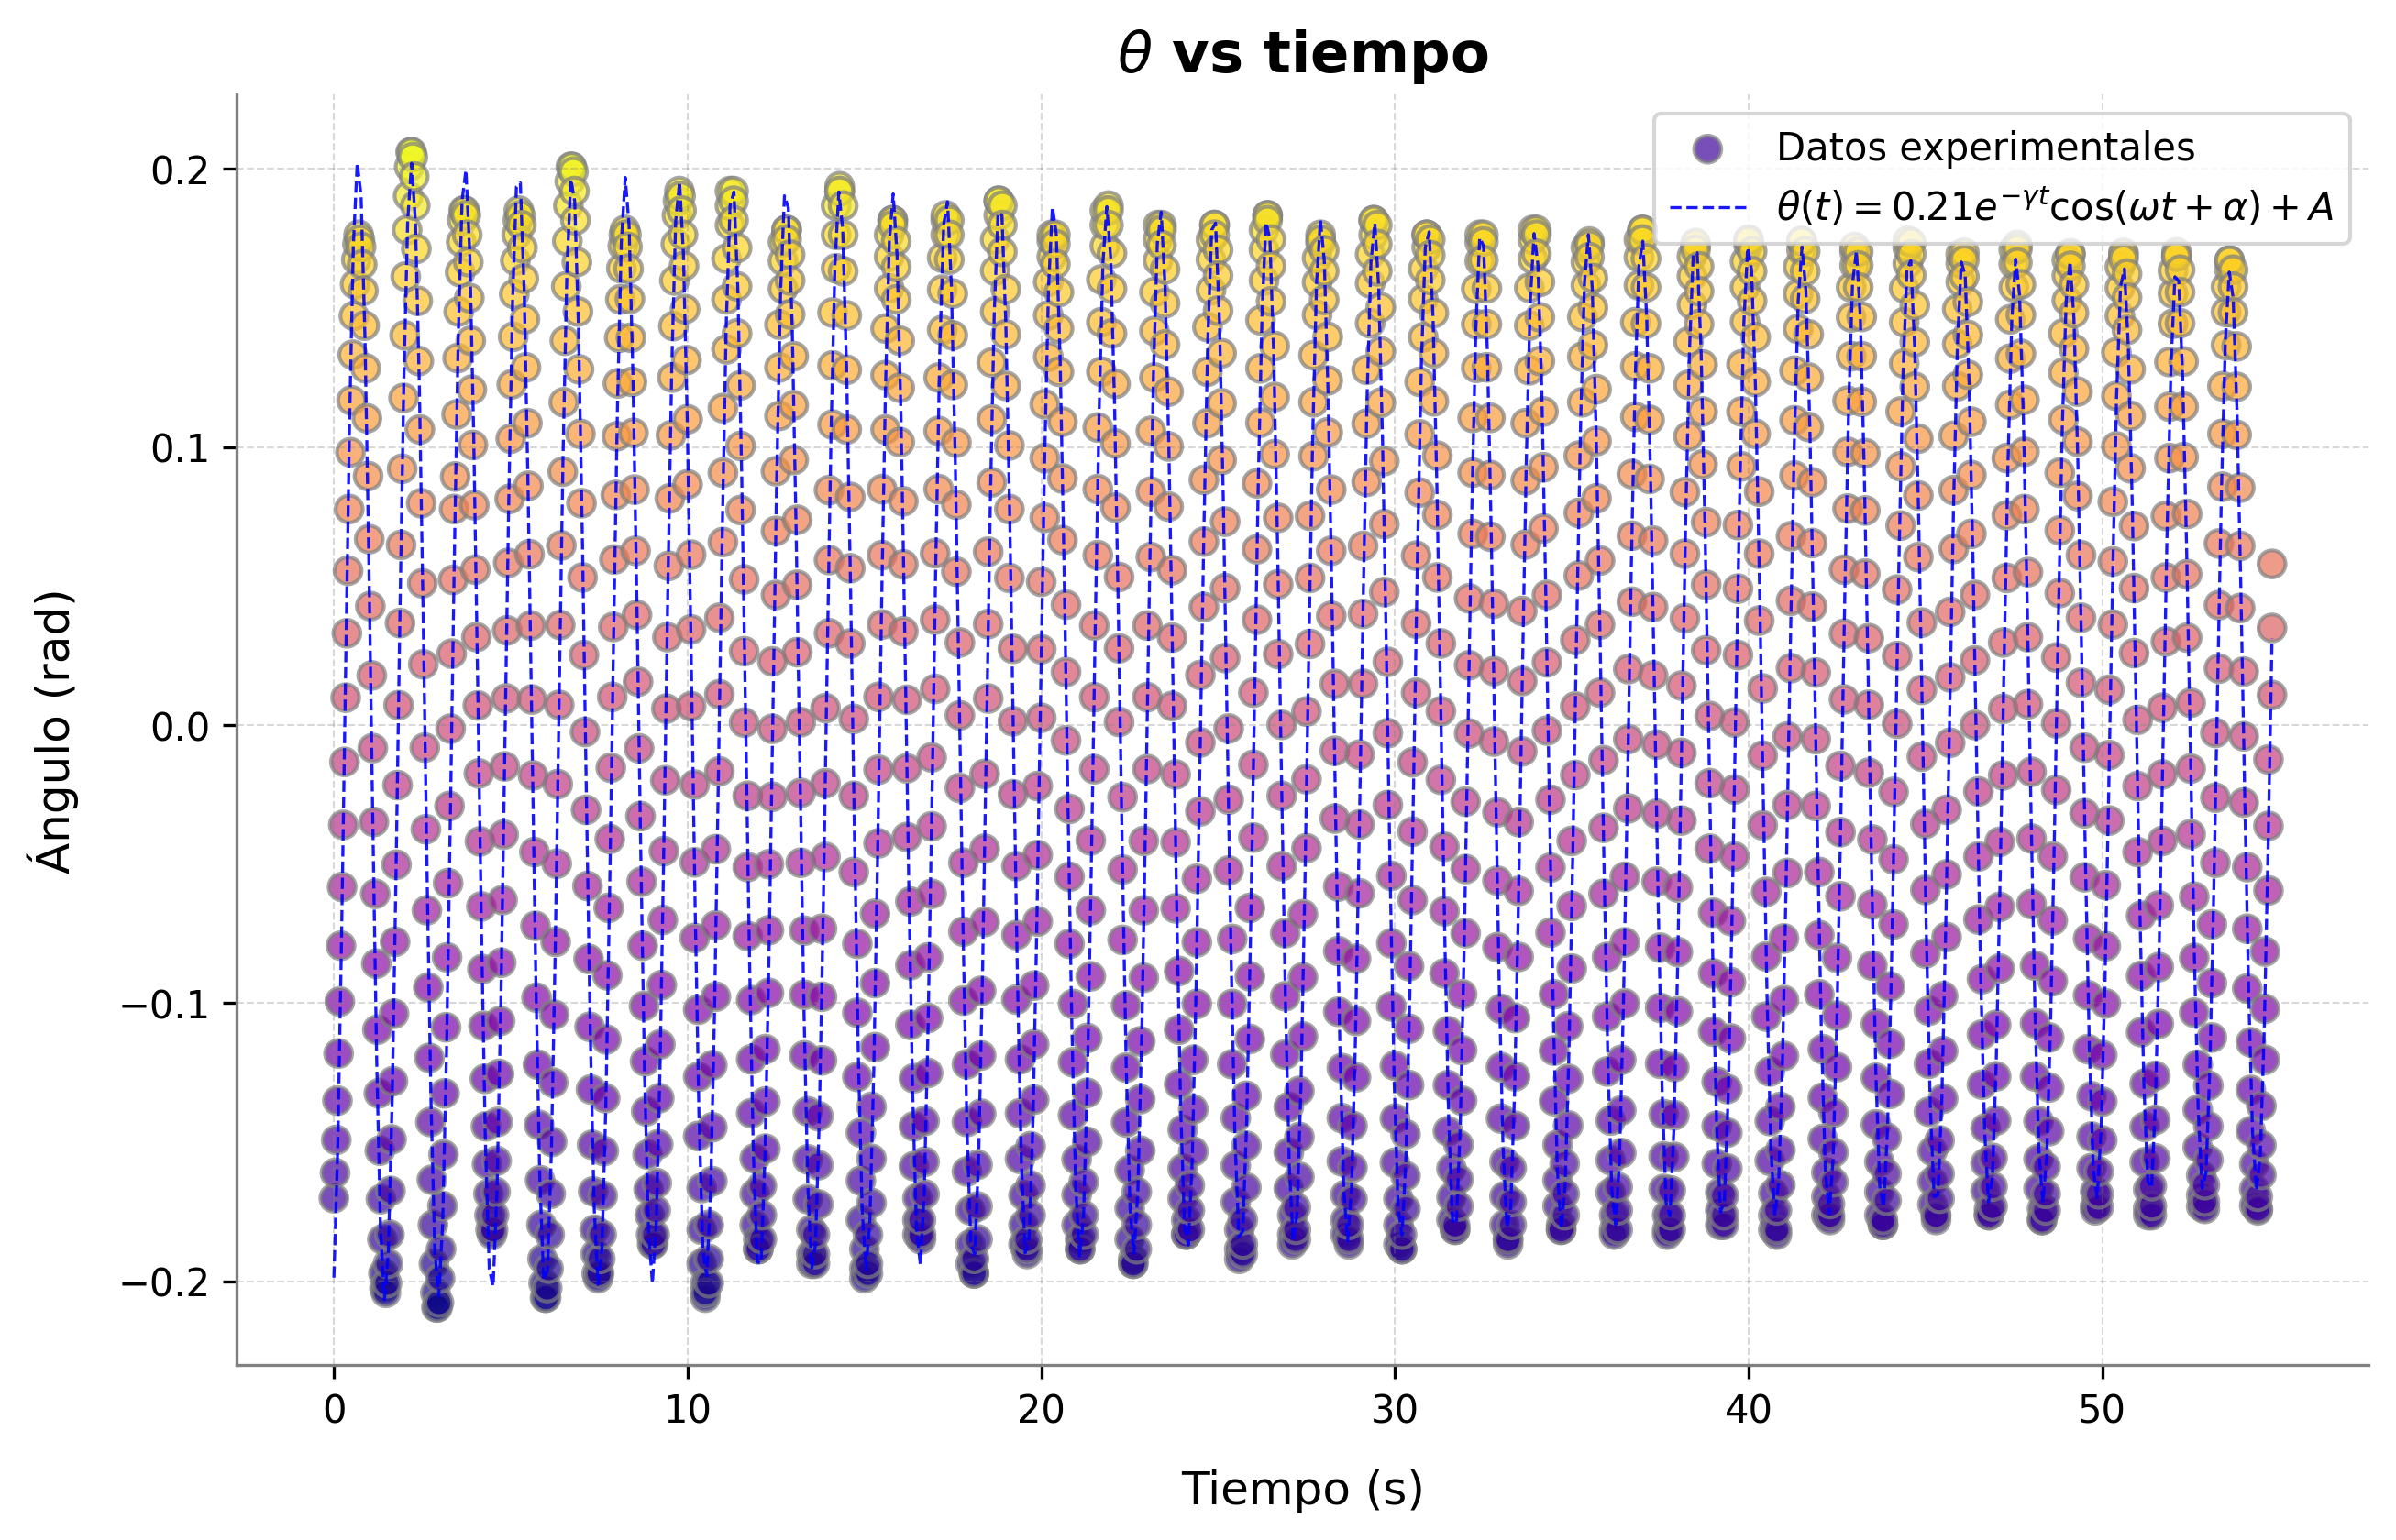 θ vs tiempo
Datos experimentales
θ(t) = 0.21e^{−γt}cos(ωt + α) + A
Ángulo (rad)
0.2
0.1
0.0
−0.1
−0.2
0 10 20 30 40 50
Tiempo (s)